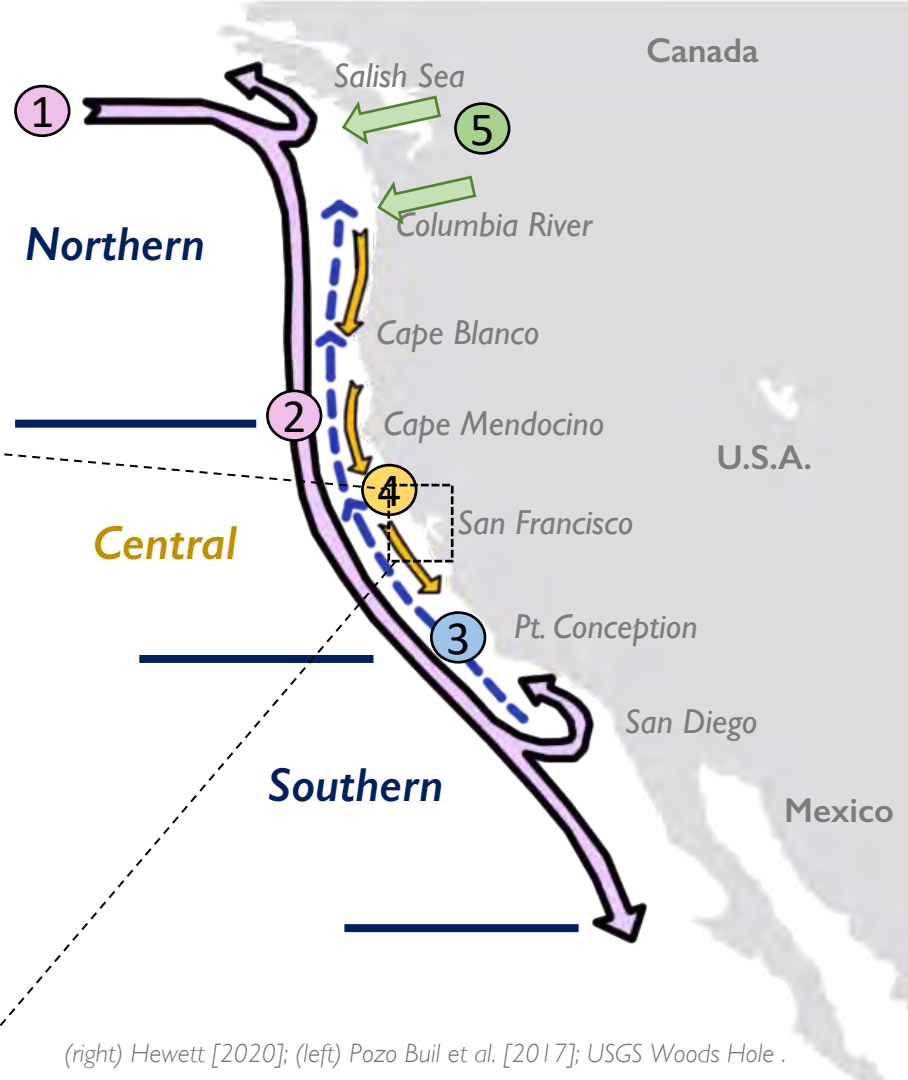 Canada
Salish Sea
1
5
Columbia River
Northern
Cape Blanco
2
Cape Mendocino
U.S.A.
4
San Francisco
Central
3
Pt. Conception
San Diego
Southern
Mexico
(right) Hewett [2020]; (left) Pozo Buil et al. [2017]; USGS Woods Hole .